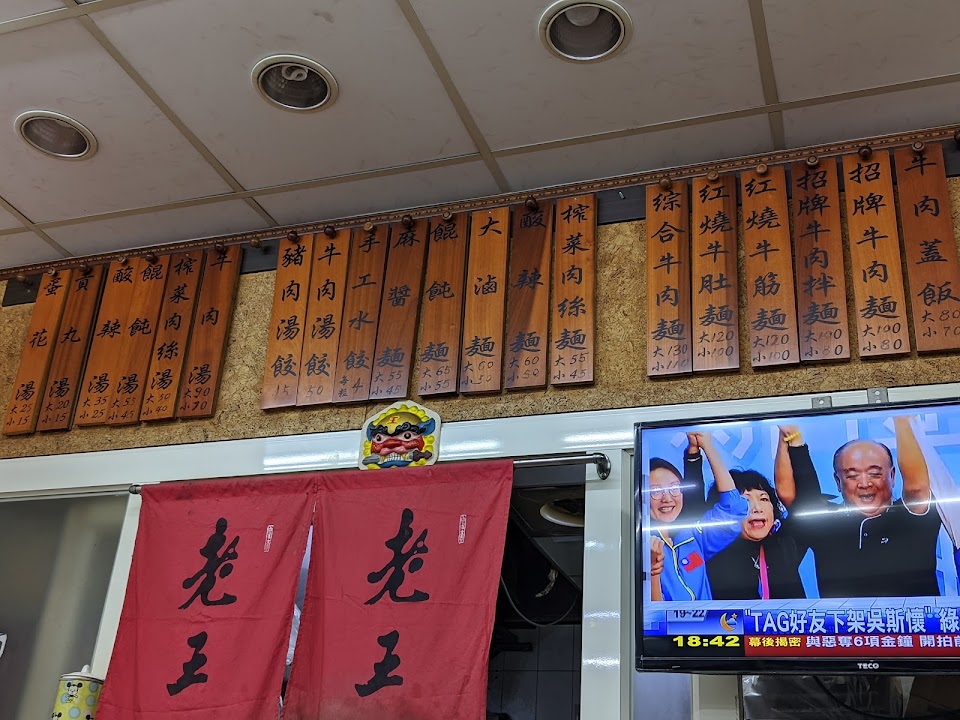 牛肉蓋飯 大80 小70
招牌牛肉麵 大100 小80
招牌牛肉拌麵 大100 小80
紅燒牛筋麵 大120 小100
紅燒牛肚麵 大120 小100
綜合牛肉麵 大130 小110
榨菜肉絲麵 大55 小45
酸辣麵 大60 小50
大滷麵 大60 小50
餛飩麵 大65 小55
麻醬麵 大55 小45
手工水餃 每粒4
牛肉湯餃 50
豬肉湯餃
牛肉湯 大90 小70
榨菜肉絲湯 大50 小40
餛飩湯 大55 小45
酸辣湯 大35 小25
貢丸湯 大20 小15
蛋花湯 大25 小15
老王
老王
19-22
"TAG好友下架吳斯懷" 綠
18:42 幕後揭密 與惡奪6項金鐘 開拍前
TECO